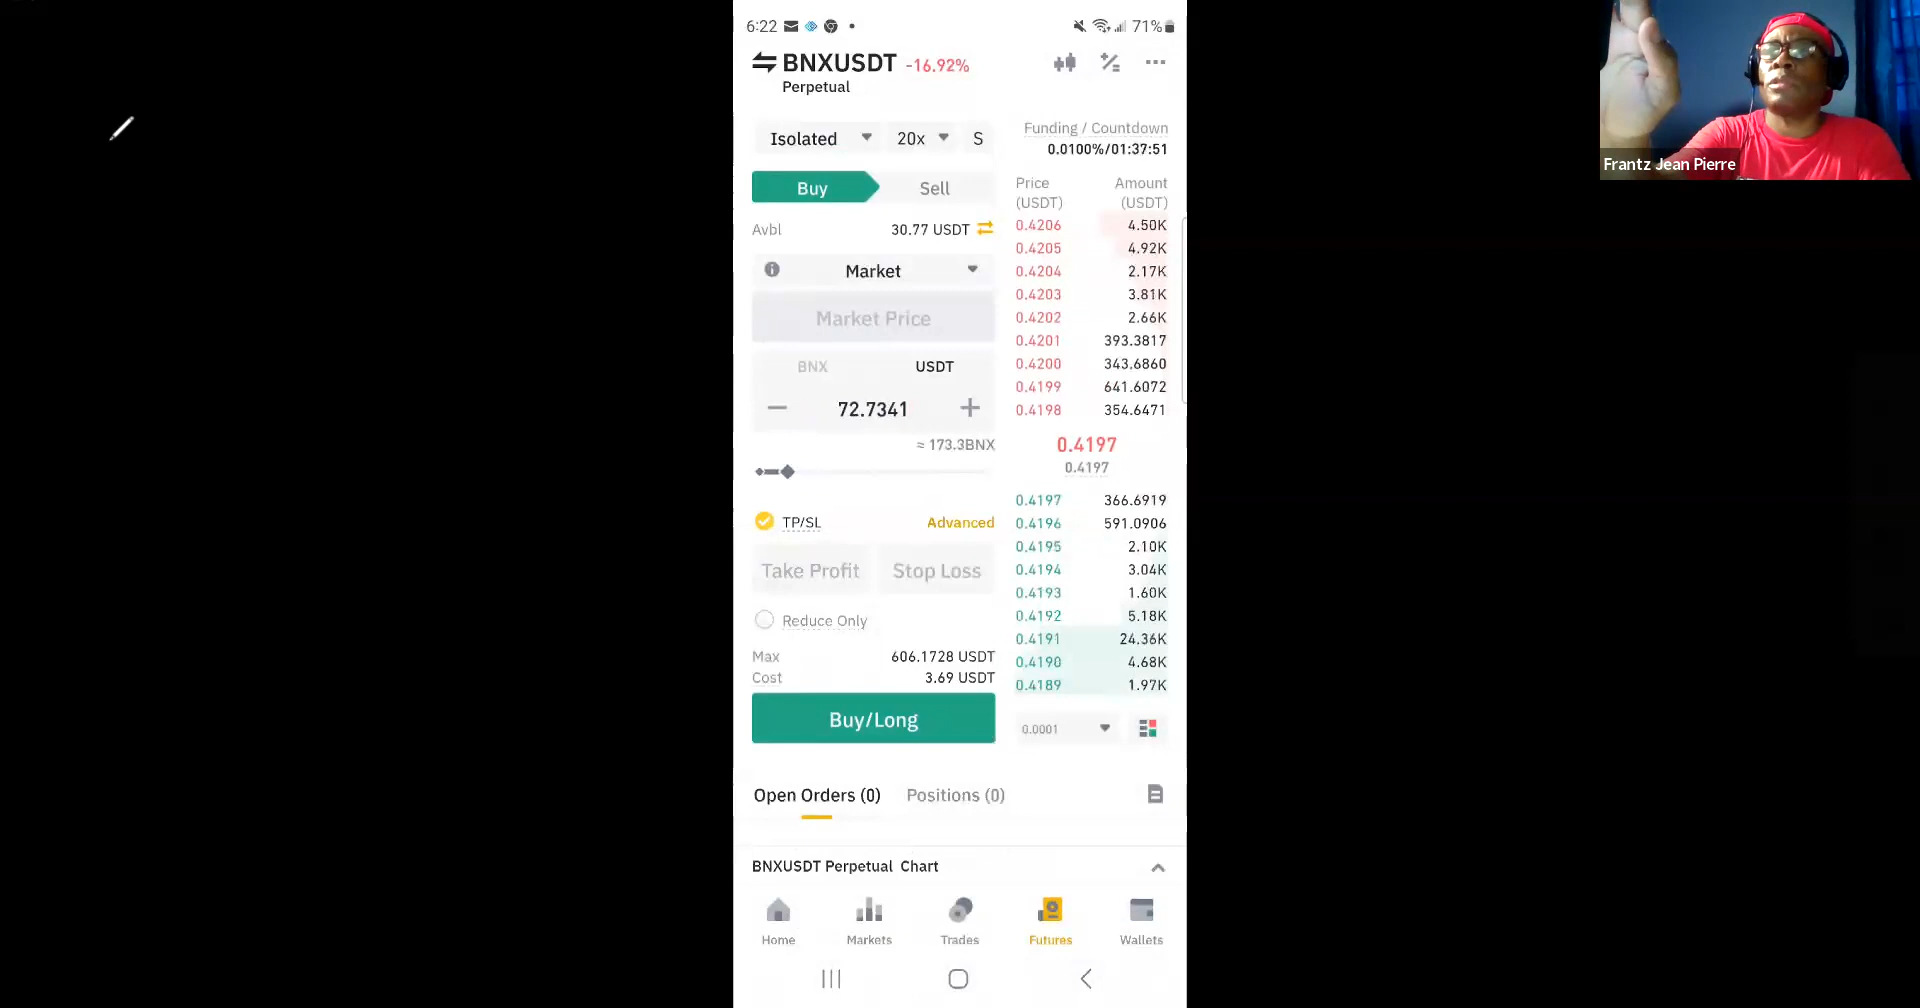 6:22
71%
BNXUSDT -16.92%
Perpetual
Isolated 20x S
Funding / Countdown
0.0100%/01:37:51
Buy Sell
Avbl 30.77 USDT
Market
Market Price
BNX USDT
72.7341
≈ 173.3BNX
TP/SL Advanced
Take Profit Stop Loss
Reduce Only
Max 606.1728 USDT
Cost 3.69 USDT
Buy/Long
Price Amount
(USDT) (USDT)
0.4206 4.50K
0.4205 4.92K
0.4204 2.17K
0.4203 3.81K
0.4202 2.66K
0.4201 393.3817
0.4200 343.6860
0.4199 641.6072
0.4198 354.6471
0.4197
0.4197
0.4197 366.6919
0.4196 591.0906
0.4195 2.10K
0.4194 3.04K
0.4193 1.60K
0.4192 5.18K
0.4191 24.36K
0.4190 4.68K
0.4189 1.97K
0.0001
Open Orders (0) Positions (0)
BNXUSDT Perpetual Chart
Home Markets Trades Futures Wallets
Frantz Jean Pierre